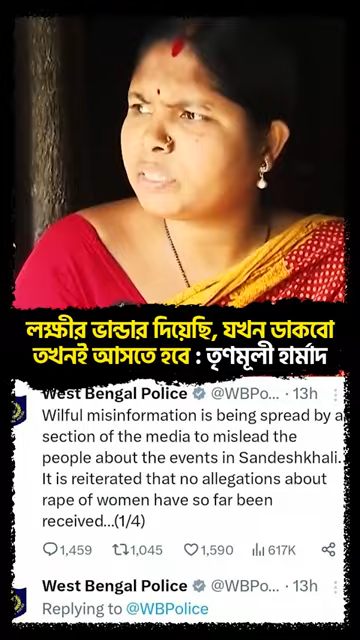 লক্ষীর ভান্ডার দিয়েছি, যখন ডাকবো
তখনই আসতে হবে : তৃণমূলী হার্মাদ
West Bengal Police @WBPo... · 13h
Wilful misinformation is being spread by a
section of the media to mislead the
people about the events in Sandeshkhali.
It is reiterated that no allegations about
rape of women have so far been
received...(1/4)
1,459 1,045 1,590 617K
West Bengal Police @WBPo... · 13h
Replying to @WBPolice